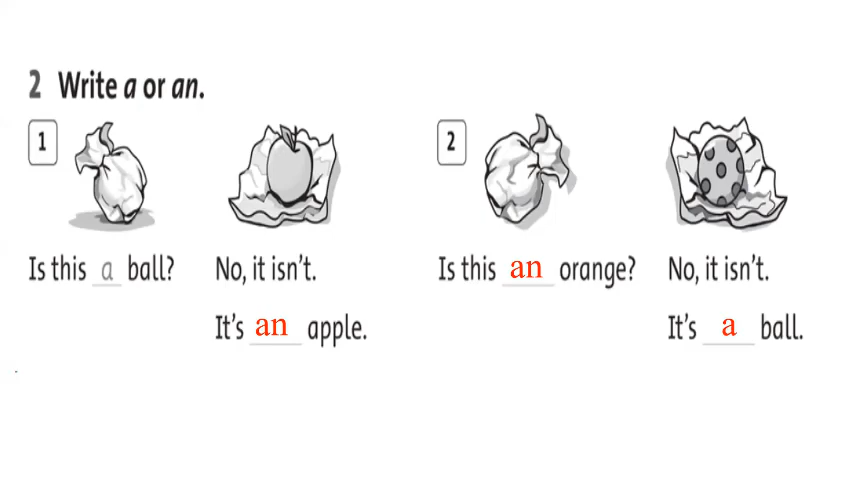 2 Write a or an.
1
Is this a ball?
No, it isn't.
It's an apple.
2
Is this an orange?
No, it isn't.
It's a ball.